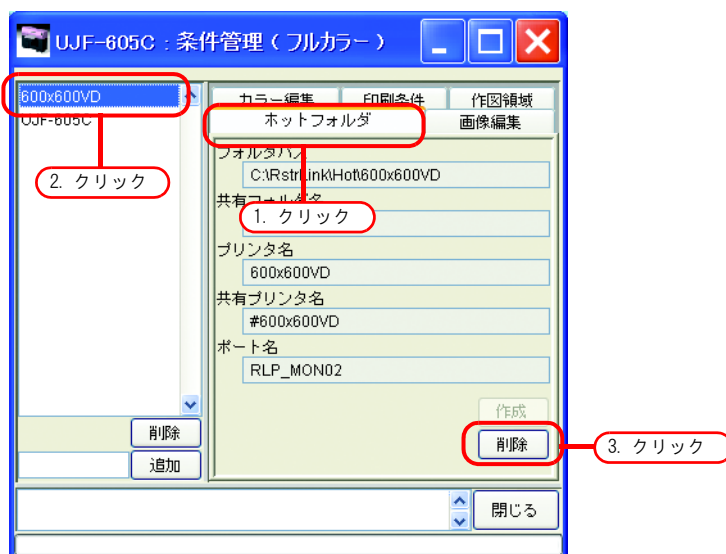 UJF-605C : 条件管理 ( フルカラー )
600x600VD
UJF-605C
2. クリック
削除
追加
カラー編集 印刷条件 作図領域
ホットフォルダ 画像編集
フォルダパス
C:\RstrLink\Hot\600x600VD
共有フォルダ名
1. クリック
プリンタ名
600x600VD
共有プリンタ名
#600x600VD
ポート名
RLP_MON02
作成
削除
3. クリック
閉じる